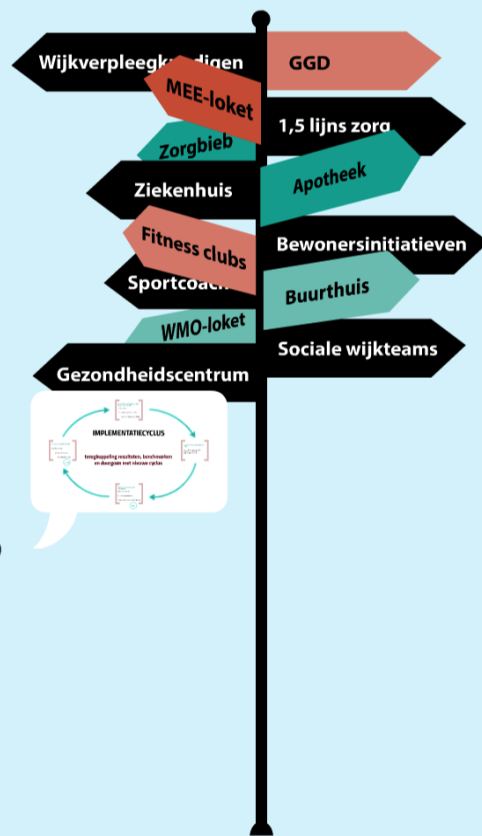 Wijkverpleegkundigen
GGD
MEE-loket
1,5 lijns zorg
Zorgbieb
Apotheek
Ziekenhuis
Fitness clubs
Bewonersinitiatieven
Sportcoach
Buurthuis
WMO-loket
Sociale wijkteams
Gezondheidscentrum
IMPLEMENTATIECYCLUS
terugkoppeling resultaten, benchmarken
en doorgaan met nieuwe cyclus